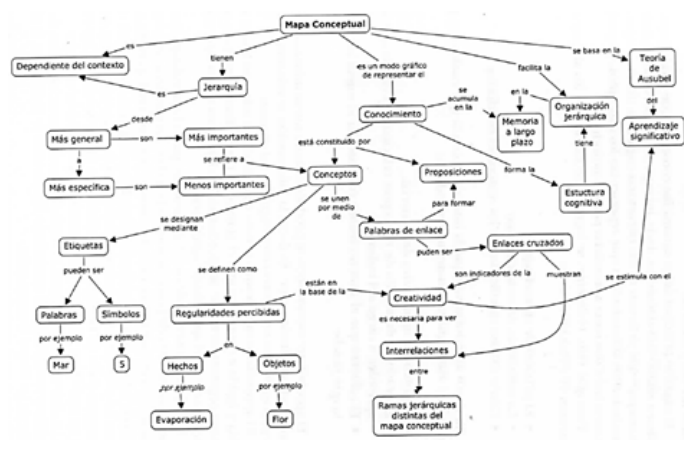 Mapa Conceptual
es
tienen
es un modo gráfico
de representar el
facilita la
se basa en la
Dependiente del contexto
Jerarquía
es
Teoría
de
Ausubel
se
acumula
en la
en la
Conocimiento
Memoria
a largo
plazo
Organización
jerárquica
del
Aprendizaje
significativo
desde
Más general
son
Más importantes
está constituido por
tiene
a
se refiere a
Conceptos
Proposiciones
forma la
Más específica
son
Menos importantes
Estuctura
cognitiva
se designan
mediante
se unen
por medio
de
para formar
Palabras de enlace
puden ser
Enlaces cruzados
Etiquetas
pueden ser
se definen como
están en
la base de la
son indicadores de la
muestran
se estimula con el
Creatividad
Palabras
Símbolos
Regularidades percibidas
es necesaria para ver
por ejemplo
por ejemplo
en
Interrelaciones
Mar
5
Hechos
Objetos
entre
por ejemplo
por ejemplo
Evaporación
Flor
Ramas jerárquicas
distintas del
mapa conceptual